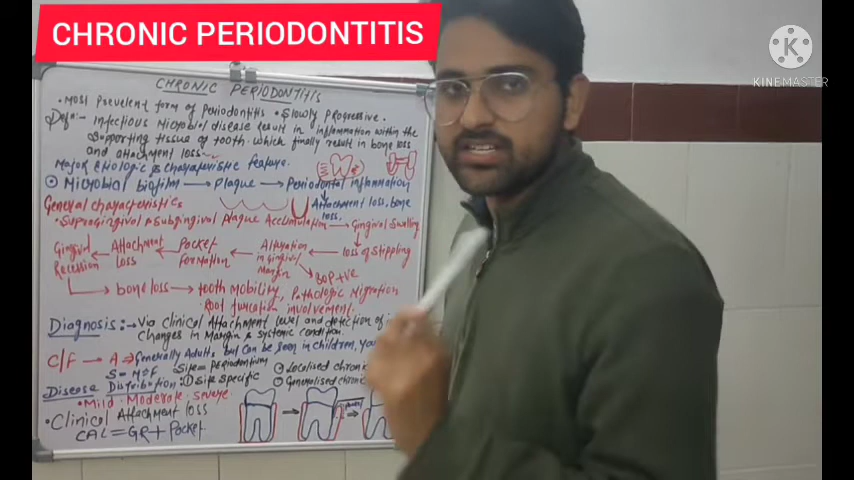 CHRONIC PERIODONTITIS
K
KINEMASTER
CHRONIC PERIODONTITIS
• Most Prevelent form of Periodontitis • Slowly Progressive.
Defn:- Infectious Microbial disease result in inflammation within the
Supporting tissue of tooth which finally result in bone loss
and attachment loss
Major Etiologic & characteristic feature.
Microbial biofilm → Plaque → Periodontal inflammation
Attachment loss, bone
loss.
General characteristics
• Supragingival & Subgingival Plaque Accumulation → Gingival Swelling
loss of Stippling
Alteration
in Gingival
Margin
BOP +ve
Pocket
formation
Attachment
Loss
Gingival
Recession
bone loss → tooth mobility, Pathologic Migration
Root furcation involvement.
Diagnosis:→ Via Clinical Attachment level and detection of
Changes in Margin & systemic condition.
C/F → A ⇒ Generally Adults but can be seen in children, you
S = M>F
Site = Periodontium
① Localised chroni
② Generalised chronic
Disease Distribution: ① Site Specific
• Mild • Moderate • severe
• Clinical Attachment loss
CAL = GR + Pocket